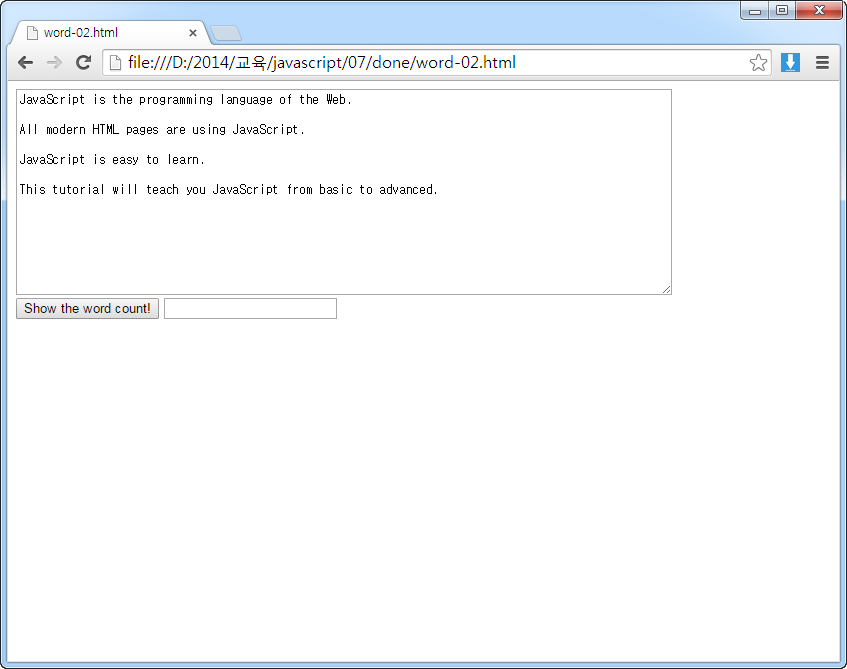 word-02.html
file:///D:/2014/교육/javascript/07/done/word-02.html
JavaScript is the programming language of the Web.
All modern HTML pages are using JavaScript.
JavaScript is easy to learn.
This tutorial will teach you JavaScript from basic to advanced.
Show the word count!